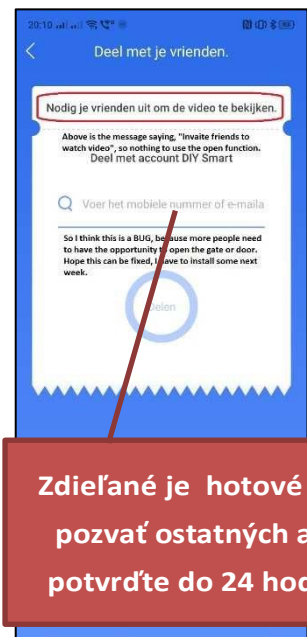 20:10
Deel met je vrienden.
Nodig je vrienden uit om de video te bekijken.
Above is the message saying, "Invaite friends to
watch video", so nothing to use the open function.
Deel met account DIY Smart
Voer het mobiele nummer of e-maila
So I think this is a BUG, because more people need
to have the opportunity to open the gate or door.
Hope this can be fixed, I have to install some next
week.
Delen
Zdieľané je hotové
pozvať ostatných a
potvrďte do 24 hod